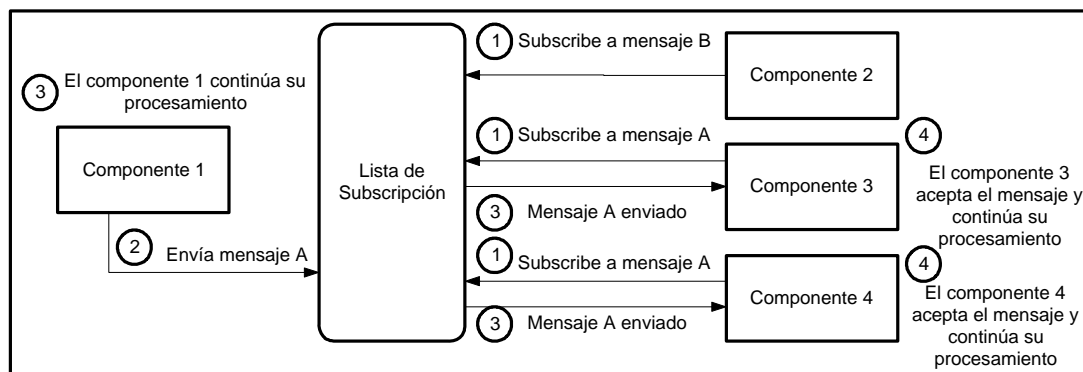 3
El componente 1 continúa su
procesamiento
Componente 1
2
Envía mensaje A
Lista de
Subscripción
1
Subscribe a mensaje B
Componente 2
1
Subscribe a mensaje A
Componente 3
3
Mensaje A enviado
4
El componente 3
acepta el mensaje y
continúa su
procesamiento
1
Subscribe a mensaje A
Componente 4
3
Mensaje A enviado
4
El componente 4
acepta el mensaje y
continúa su
procesamiento